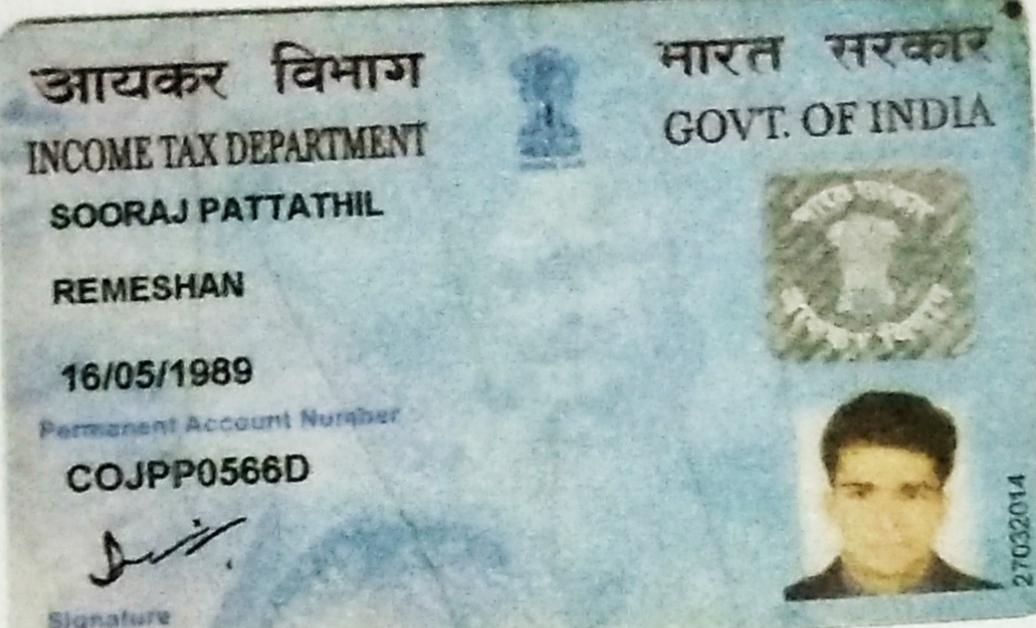 आयकर विभाग
INCOME TAX DEPARTMENT
भारत सरकार
GOVT. OF INDIA
SOORAJ PATTATHIL
REMESHAN
16/05/1989
Permanent Account Number
COJPP0566D
Signature
27032014